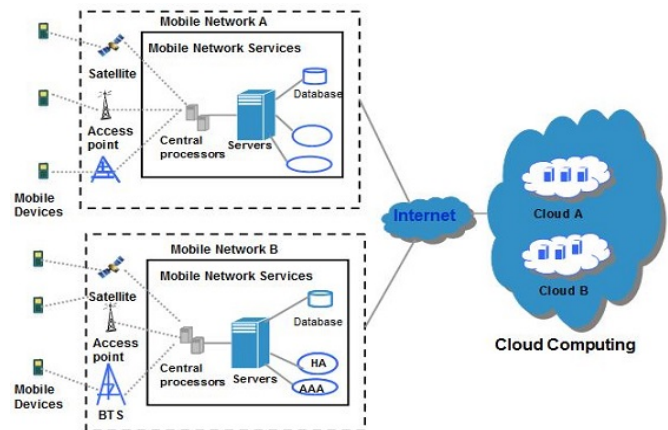 Mobile Network A
Mobile Network Services
Satellite
Database
Access
point
Central
processors
Servers
Mobile
Devices
Internet
Cloud A
Cloud B
Cloud Computing
Mobile Network B
Mobile Network Services
Satellite
Database
Access
point
HA
Central
processors
Servers
AAA
Mobile
Devices
BTS